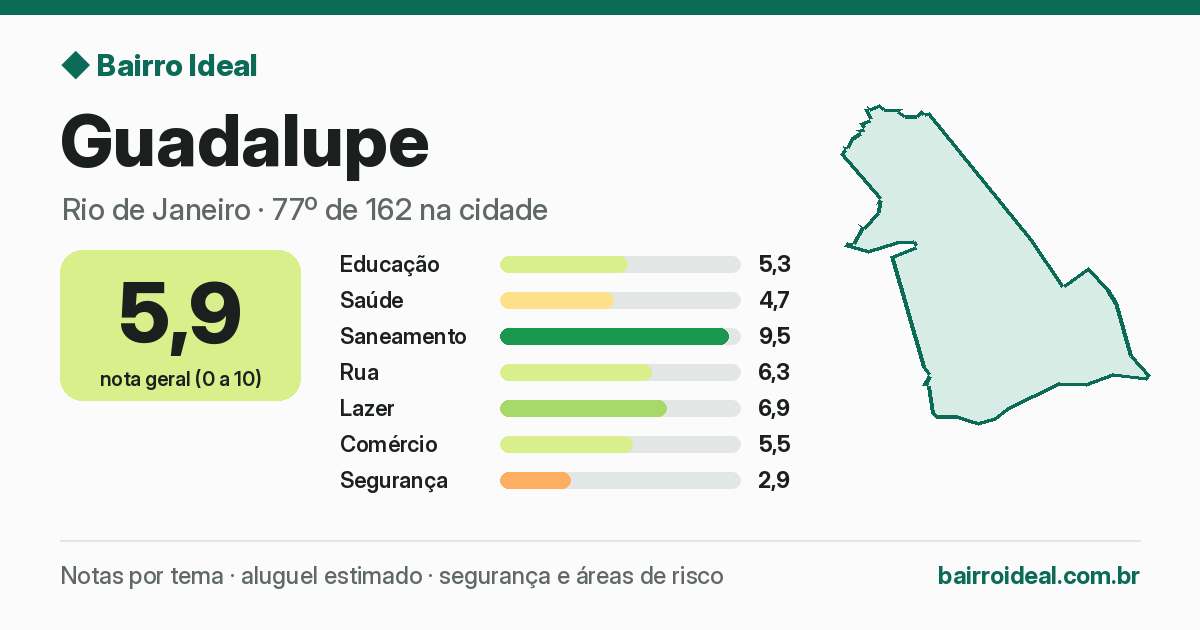 Bairro Ideal
Guadalupe
Rio de Janeiro · 77º de 162 na cidade
5,9
nota geral (0 a 10)
Educação 5,3
Saúde 4,7
Saneamento 9,5
Rua 6,3
Lazer 6,9
Comércio 5,5
Segurança 2,9
Notas por tema · aluguel estimado · segurança e áreas de risco
bairroideal.com.br